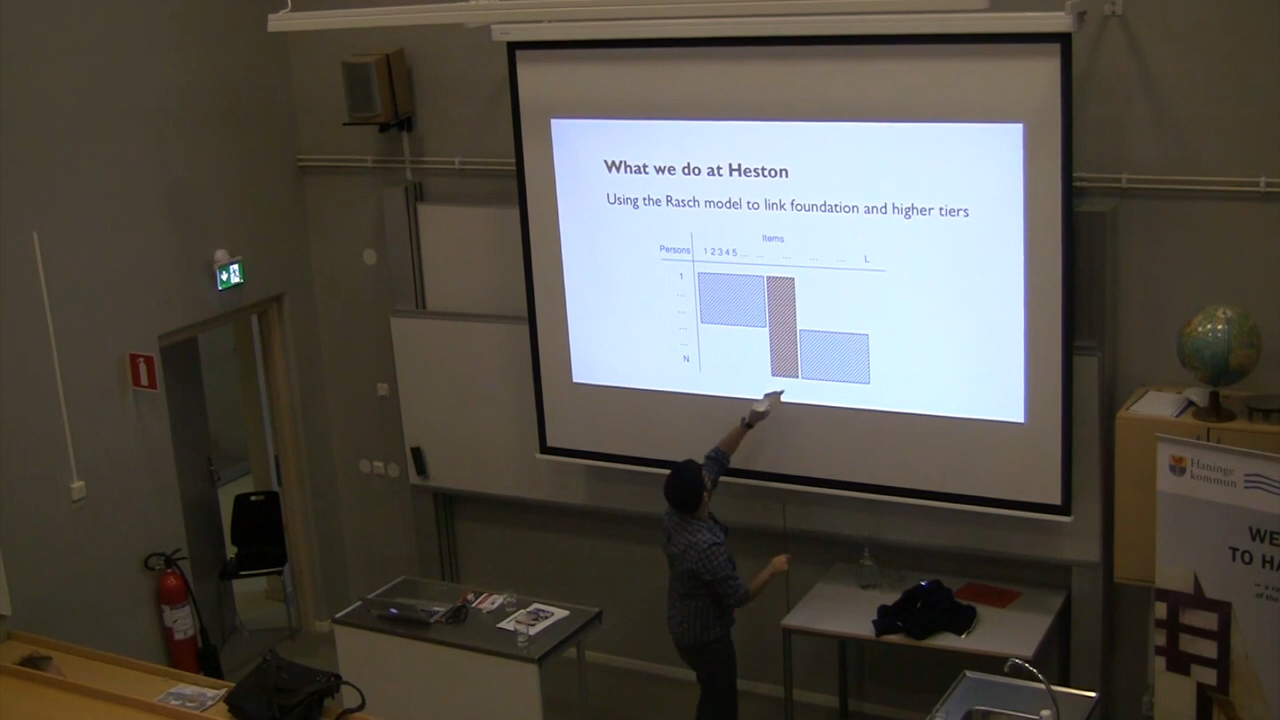 What we do at Heston
Using the Rasch model to link foundation and higher tiers
Items
Persons 1 2 3 4 5 ... ... ... ... ... L
1
...
...
...
...
N
Haninge
kommun
WE
TO HA